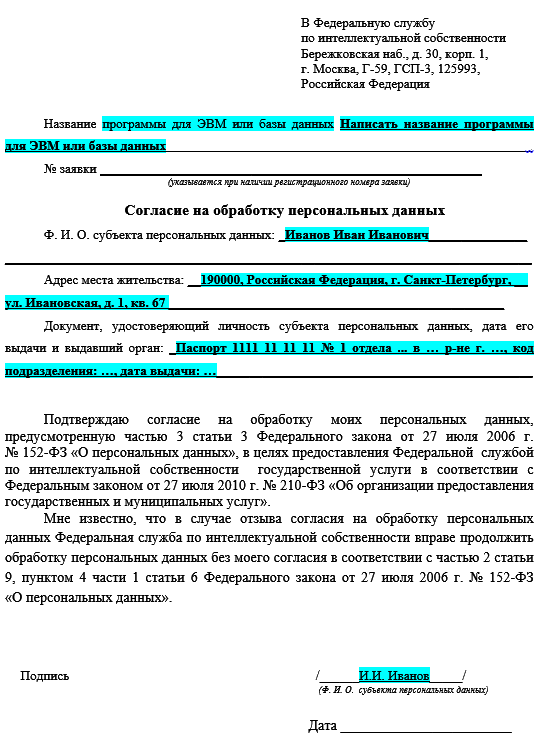 В Федеральную службу
по интеллектуальной собственности
Бережковская наб., д. 30, корп. 1,
г. Москва, Г-59, ГСП-3, 125993,
Российская Федерация
Название программы для ЭВМ или базы данных Написать название программы
для ЭВМ или базы данных
№ заявки
(указывается при наличии регистрационного номера заявки)
Согласие на обработку персональных данных
Ф. И. О. субъекта персональных данных: Иванов Иван Иванович
Адрес места жительства: 190000, Российская Федерация, г. Санкт-Петербург,
ул. Ивановская, д. 1, кв. 67
Документ, удостоверяющий личность субъекта персональных данных, дата его
выдачи и выдавший орган: Паспорт 1111 11 11 11 № 1 отдела ... в … р-не г. …, код
подразделения: …, дата выдачи: …
Подтверждаю согласие на обработку моих персональных данных,
предусмотренную частью 3 статьи 3 Федерального закона от 27 июля 2006 г.
№ 152-ФЗ «О персональных данных», в целях предоставления Федеральной службой
по интеллектуальной собственности государственной услуги в соответствии с
Федеральным законом от 27 июля 2010 г. № 210-ФЗ «Об организации предоставления
государственных и муниципальных услуг».
Мне известно, что в случае отзыва согласия на обработку персональных
данных Федеральная служба по интеллектуальной собственности вправе продолжить
обработку персональных данных без моего согласия в соответствии с частью 2 статьи
9, пунктом 4 части 1 статьи 6 Федерального закона от 27 июля 2006 г. № 152-ФЗ
«О персональных данных».
Подпись /______И.И. Иванов_____/
(Ф. И. О. субъекта персональных данных)
Дата